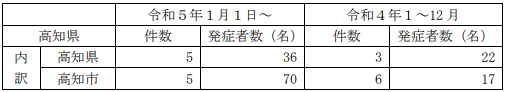 令和5年1月1日~ 令和4年1~12月
高知県 件数 発症者数(名) 件数 発症者数(名)
内訳 高知県 5 36 3 22
高知市 5 70 6 17